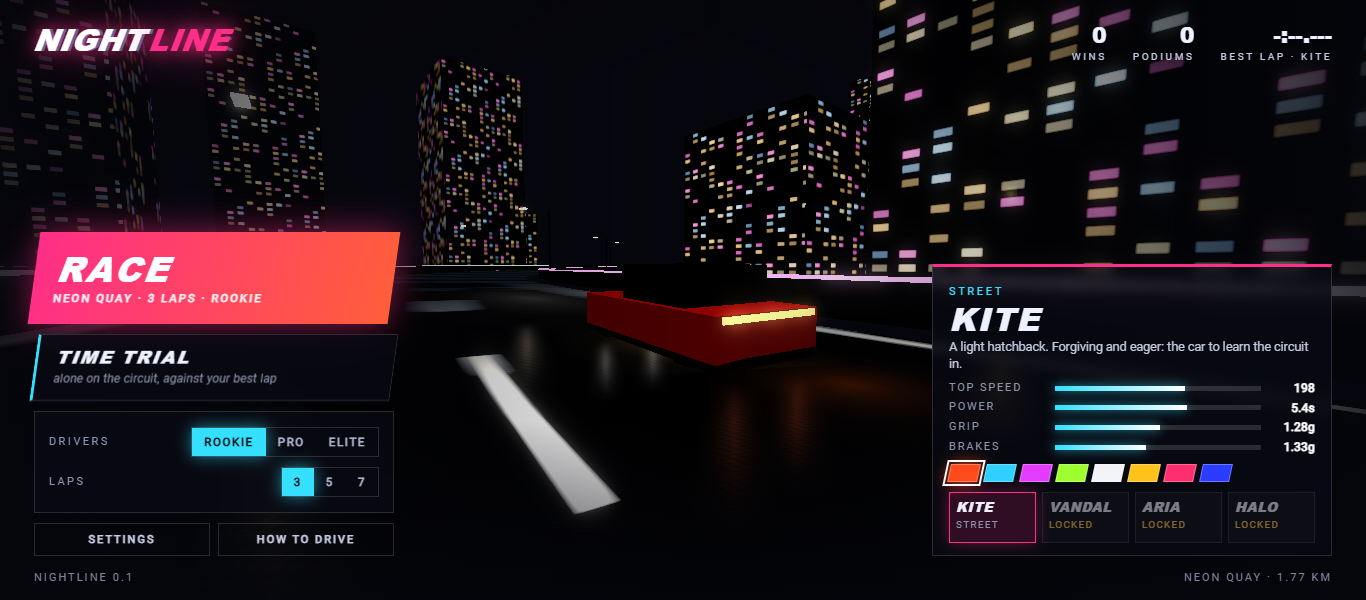 NIGHTLINE
0
WINS
0
PODIUMS
-:--.---
BEST LAP · KITE
RACE
NEON QUAY · 3 LAPS · ROOKIE
TIME TRIAL
alone on the circuit, against your best lap
DRIVERS
ROOKIE PRO ELITE
LAPS
3 5 7
SETTINGS
HOW TO DRIVE
NIGHTLINE 0.1
STREET
KITE
A light hatchback. Forgiving and eager: the car to learn the circuit
in.
TOP SPEED 198
POWER 5.4s
GRIP 1.28g
BRAKES 1.33g
KITE
STREET
VANDAL
LOCKED
ARIA
LOCKED
HALO
LOCKED
NEON QUAY · 1.77 KM